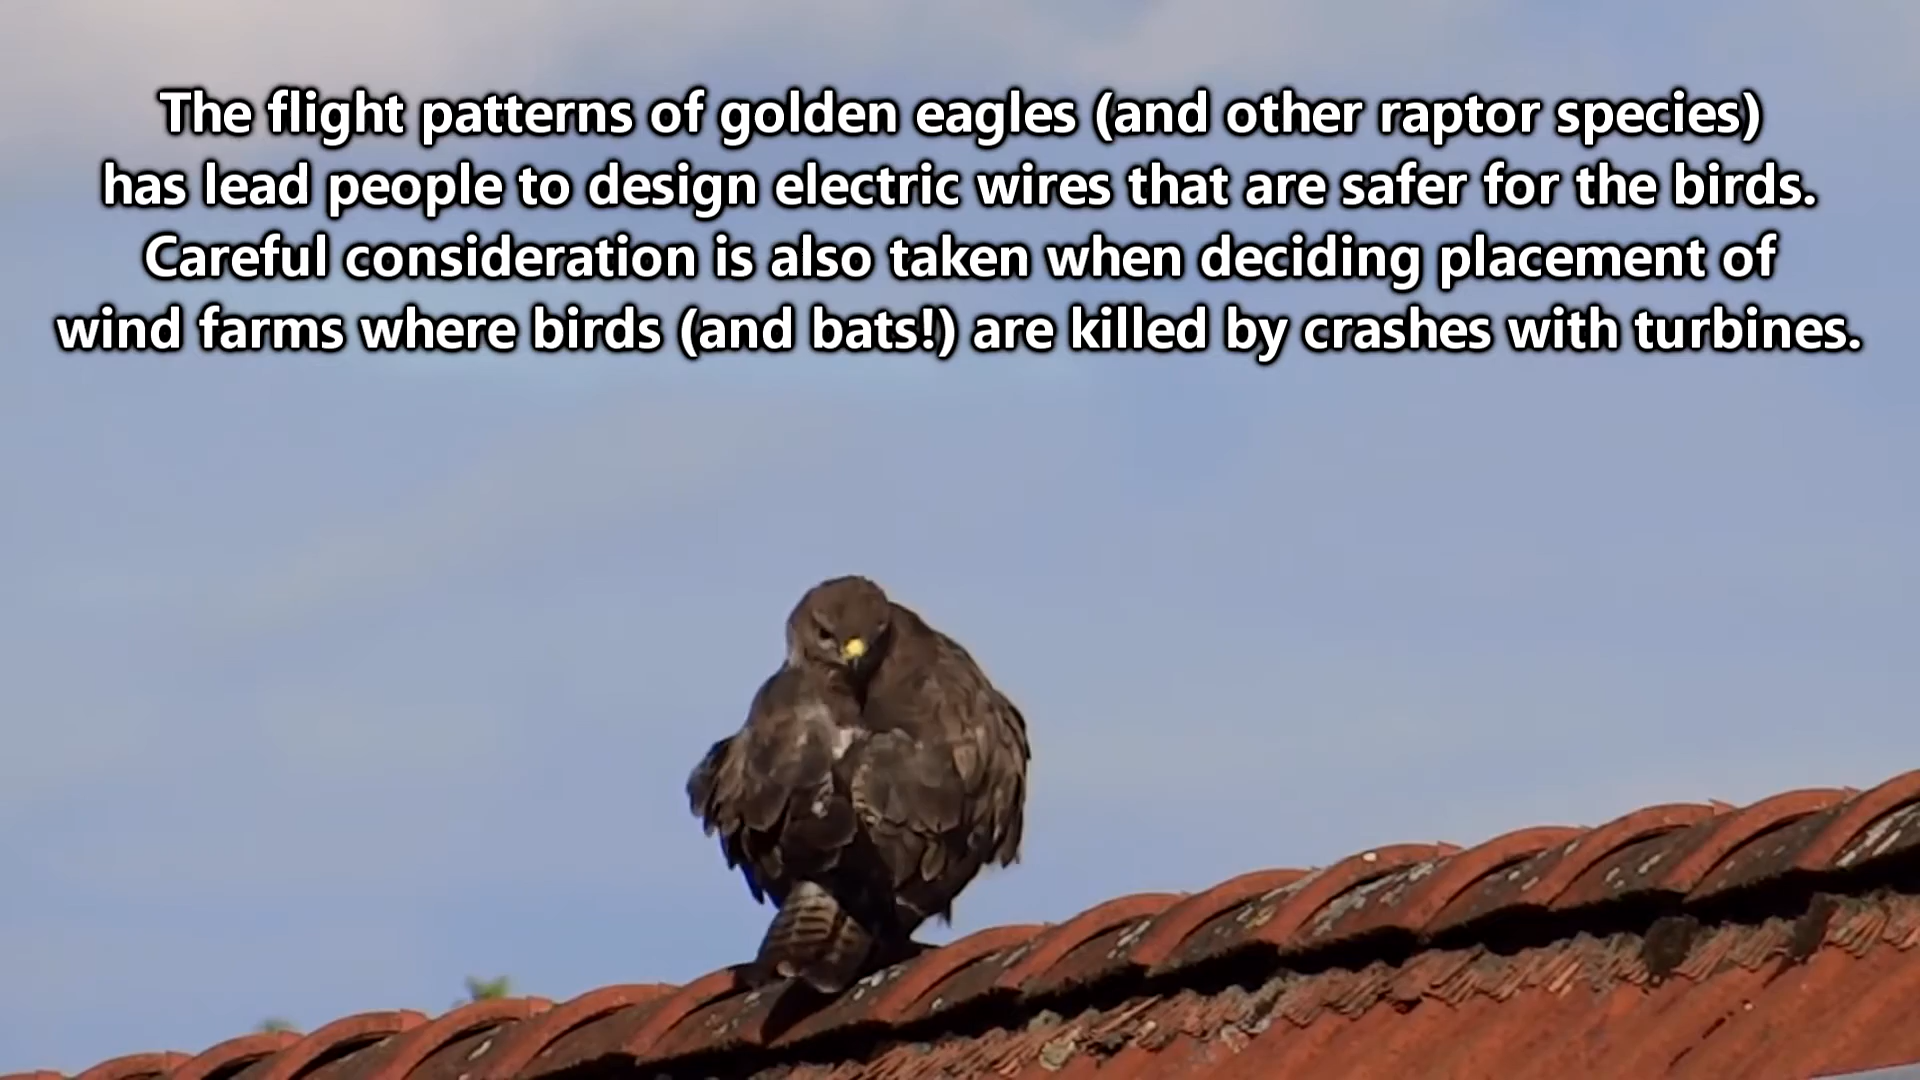 The flight patterns of golden eagles (and other raptor species)
has lead people to design electric wires that are safer for the birds.
Careful consideration is also taken when deciding placement of
wind farms where birds (and bats!) are killed by crashes with turbines.